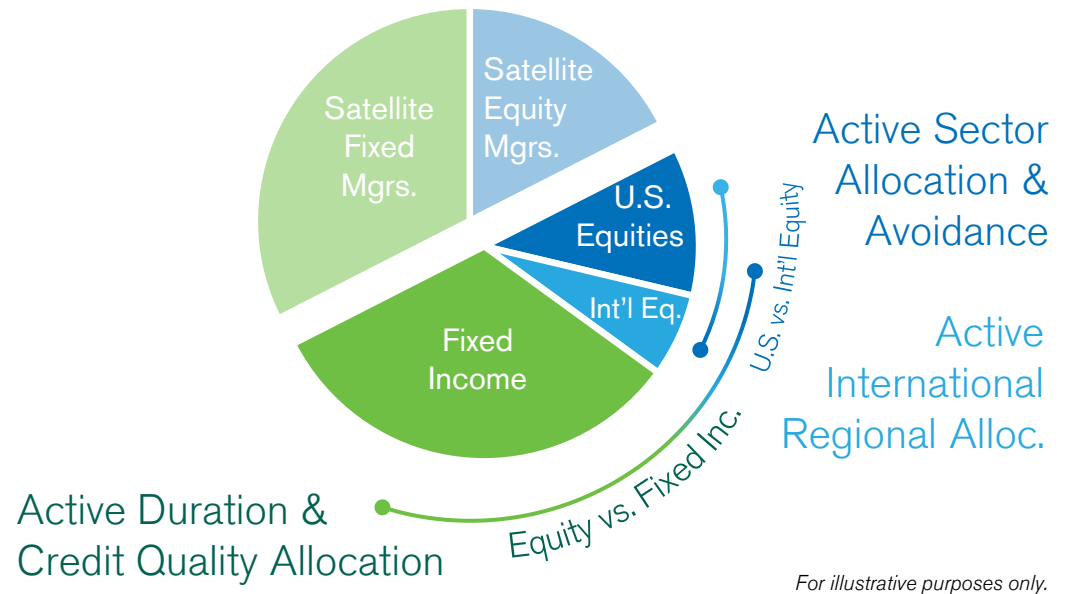 Satellite
Fixed
Mgrs.
Satellite
Equity
Mgrs.
U.S.
Equities
Int'l Eq.
Fixed
Income
U.S. vs. Int'l Equity
Equity vs. Fixed Inc.
Active Sector
Allocation &
Avoidance
Active
International
Regional Alloc.
Active Duration &
Credit Quality Allocation
For illustrative purposes only.